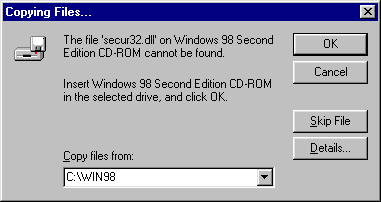 Copying Files...
The file 'secur32.dll' on Windows 98 Second
Edition CD-ROM cannot be found.
Insert Windows 98 Second Edition CD-ROM
in the selected drive, and click OK.
OK
Cancel
Skip File
Details...
Copy files from:
C:\WIN98